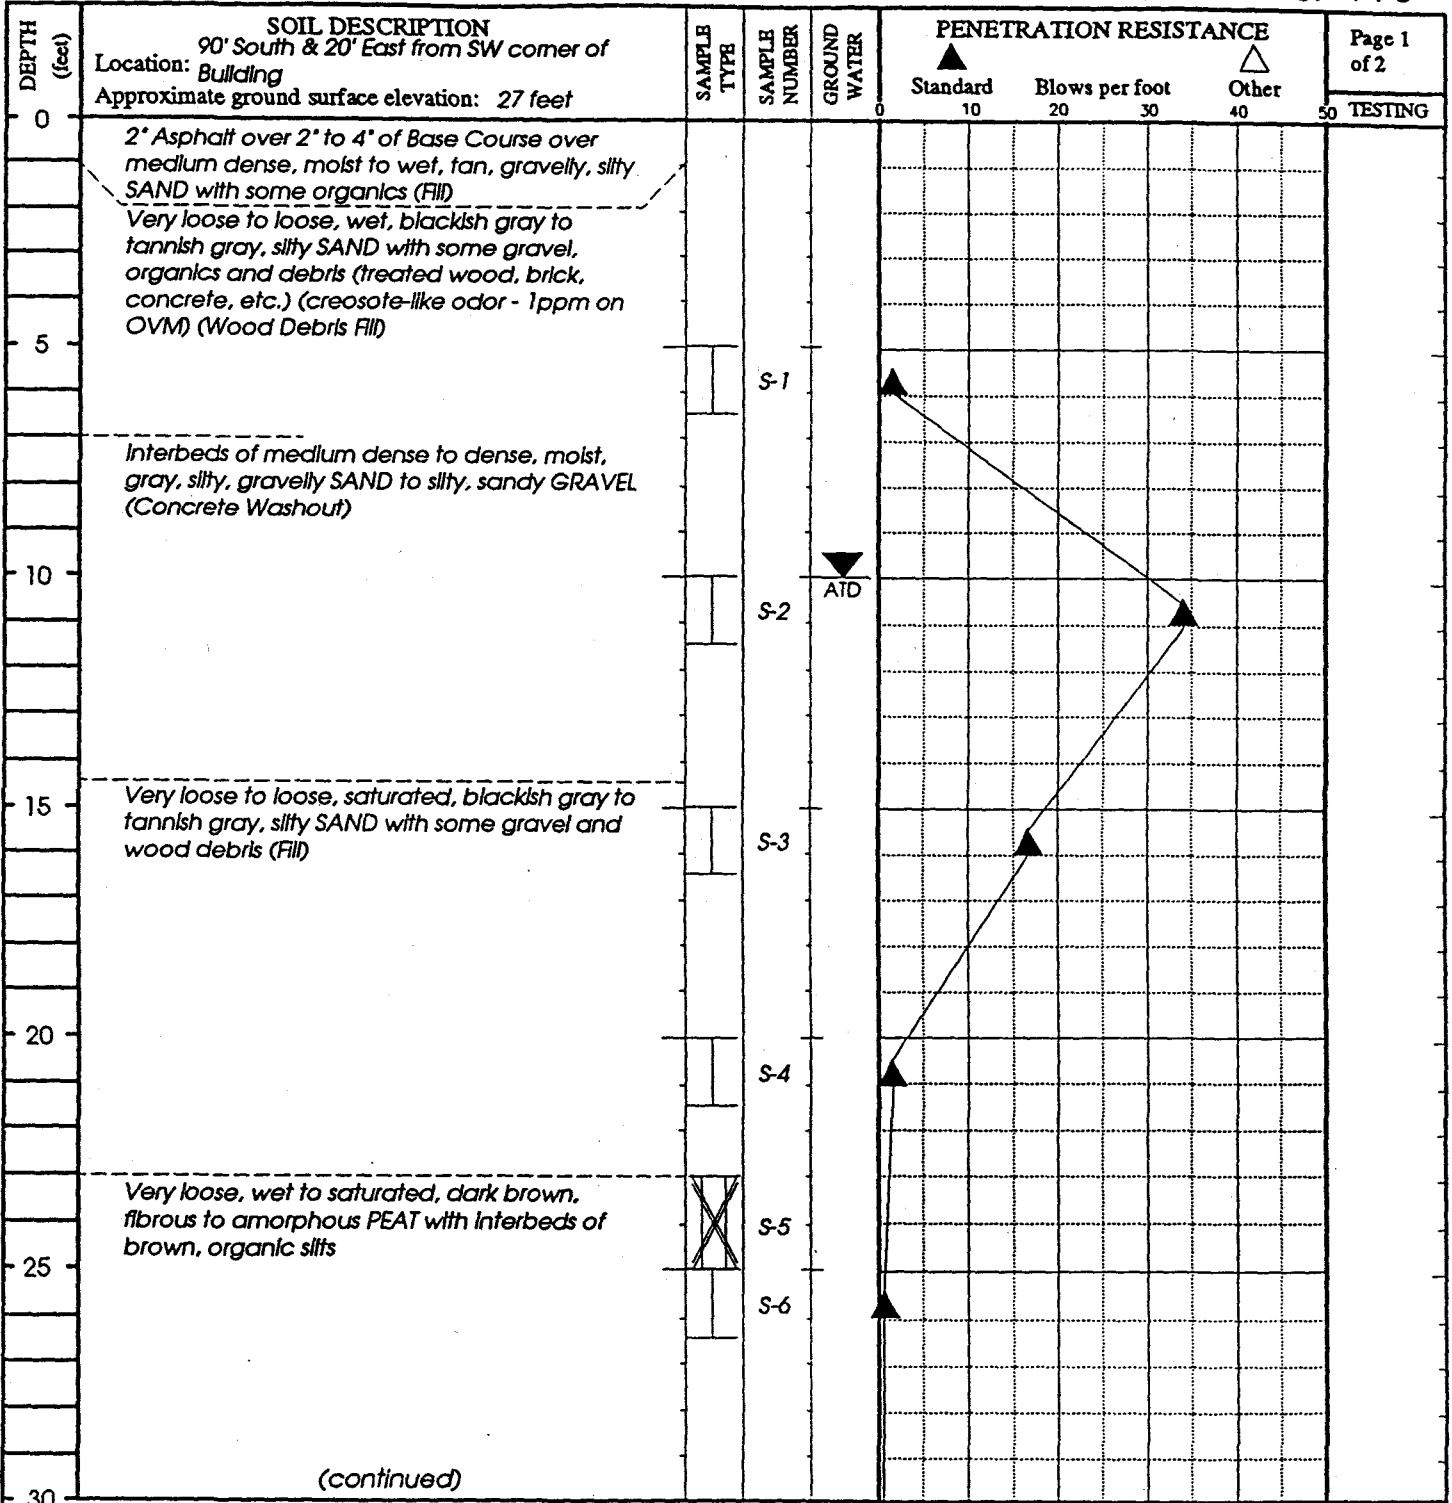 DEPTH
(feet)
SOIL DESCRIPTION
Location: 90' South & 20' East from SW corner of
Building
Approximate ground surface elevation: 27 feet
SAMPLE
TYPE
SAMPLE
NUMBER
GROUND
WATER
PENETRATION RESISTANCE
Standard Blows per foot Other
0 10 20 30 40 50
Page 1
of 2
TESTING
0
2" Asphalt over 2" to 4" of Base Course over
medium dense, moist to wet, tan, gravelly, silty
SAND with some organics (Fill)
Very loose to loose, wet, blackish gray to
tannish gray, silty SAND with some gravel,
organics and debris (treated wood, brick,
concrete, etc.) (creosote-like odor - 1ppm on
OVM) (Wood Debris Fill)
5
S-1
Interbeds of medium dense to dense, moist,
gray, silty, gravelly SAND to silty, sandy GRAVEL
(Concrete Washout)
10
S-2
ATD
Very loose to loose, saturated, blackish gray to
tannish gray, silty SAND with some gravel and
wood debris (Fill)
15
S-3
20
S-4
Very loose, wet to saturated, dark brown,
fibrous to amorphous PEAT with interbeds of
brown, organic silts
S-5
25
S-6
(continued)
30